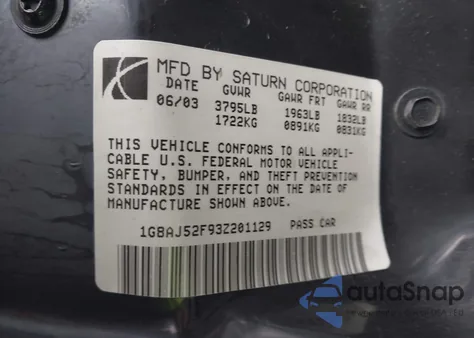 MFD BY SATURN CORPORATION
DATE GVWR GAWR FRT GAWR RR
06/03 3795LB 1963LB 1832LB
1722KG 0891KG 0831KG
THIS VEHICLE CONFORMS TO ALL APPLI-
CABLE U.S. FEDERAL MOTOR VEHICLE
SAFETY, BUMPER, AND THEFT PREVENTION
STANDARDS IN EFFECT ON THE DATE OF
MANUFACTURE SHOWN ABOVE.
1G8AJ52F93Z201129 PASS CAR
autoSnap